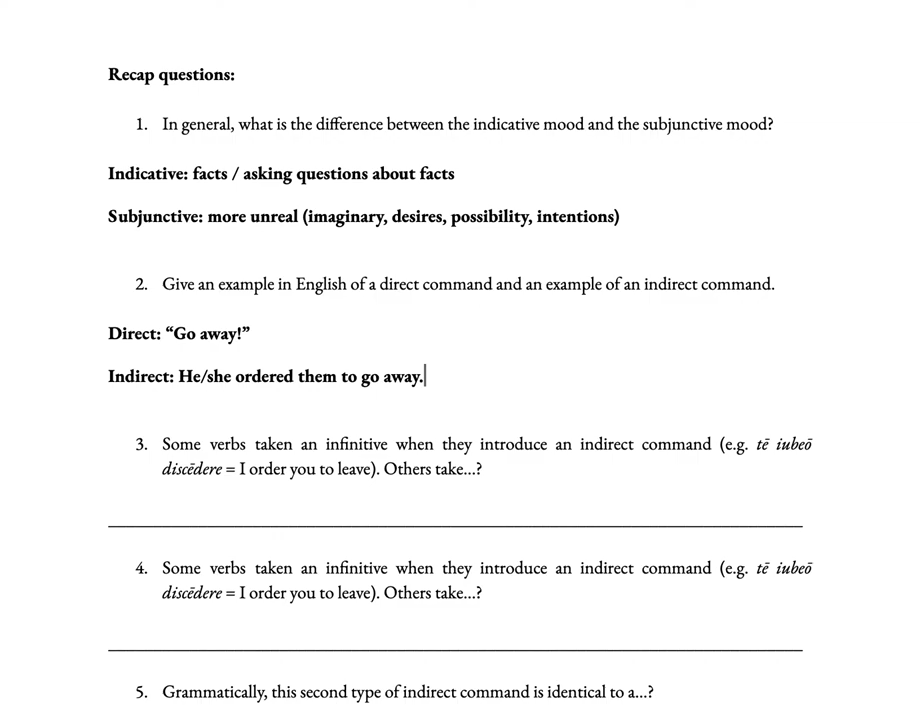 Recap questions:
1. In general, what is the difference between the indicative mood and the subjunctive mood?
Indicative: facts / asking questions about facts
Subjunctive: more unreal (imaginary, desires, possibility, intentions)
2. Give an example in English of a direct command and an example of an indirect command.
Direct: “Go away!”
Indirect: He/she ordered them to go away.
3. Some verbs taken an infinitive when they introduce an indirect command (e.g. tē iubeō
discēdere = I order you to leave). Others take...?
4. Some verbs taken an infinitive when they introduce an indirect command (e.g. tē iubeō
discēdere = I order you to leave). Others take...?
5. Grammatically, this second type of indirect command is identical to a...?